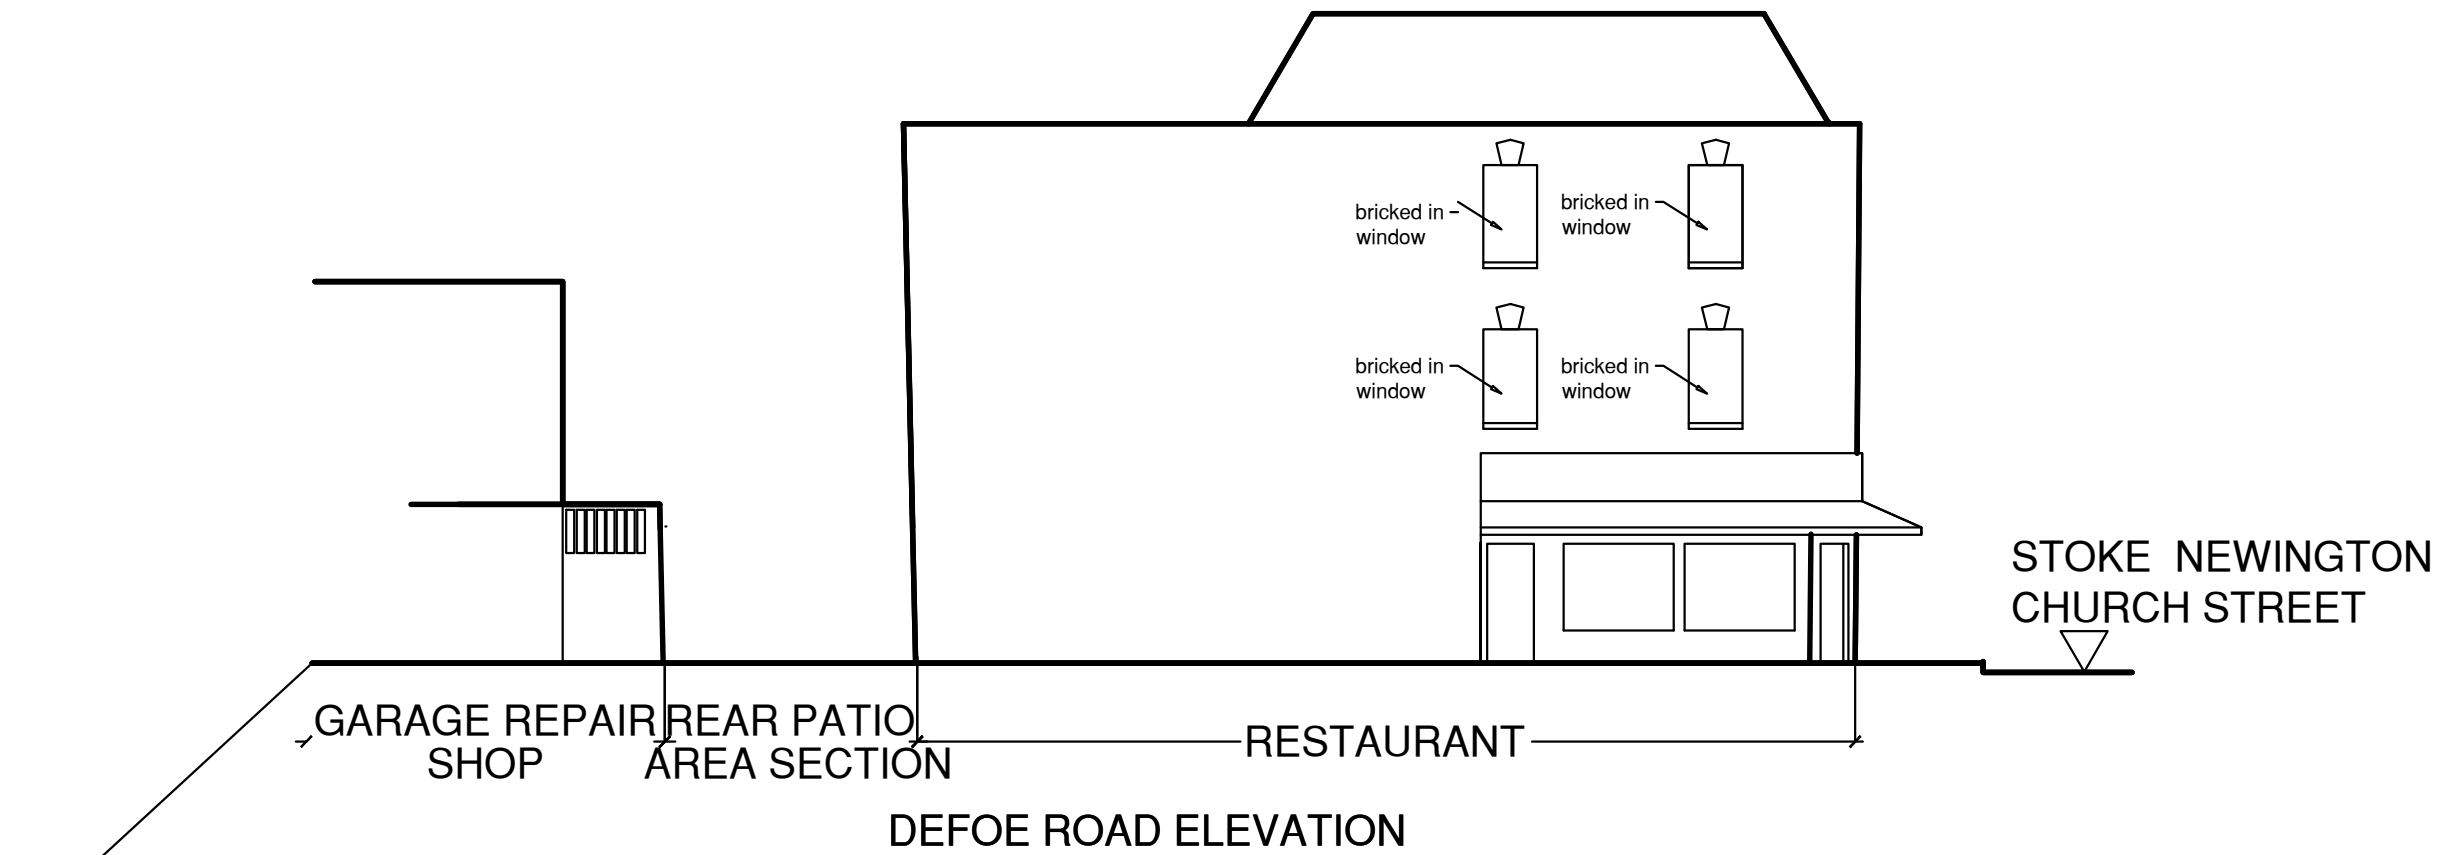 bricked in
window
bricked in
window
bricked in
window
bricked in
window
STOKE NEWINGTON
CHURCH STREET
GARAGE REPAIR
SHOP
REAR PATIO
AREA SECTION
RESTAURANT
DEFOE ROAD ELEVATION